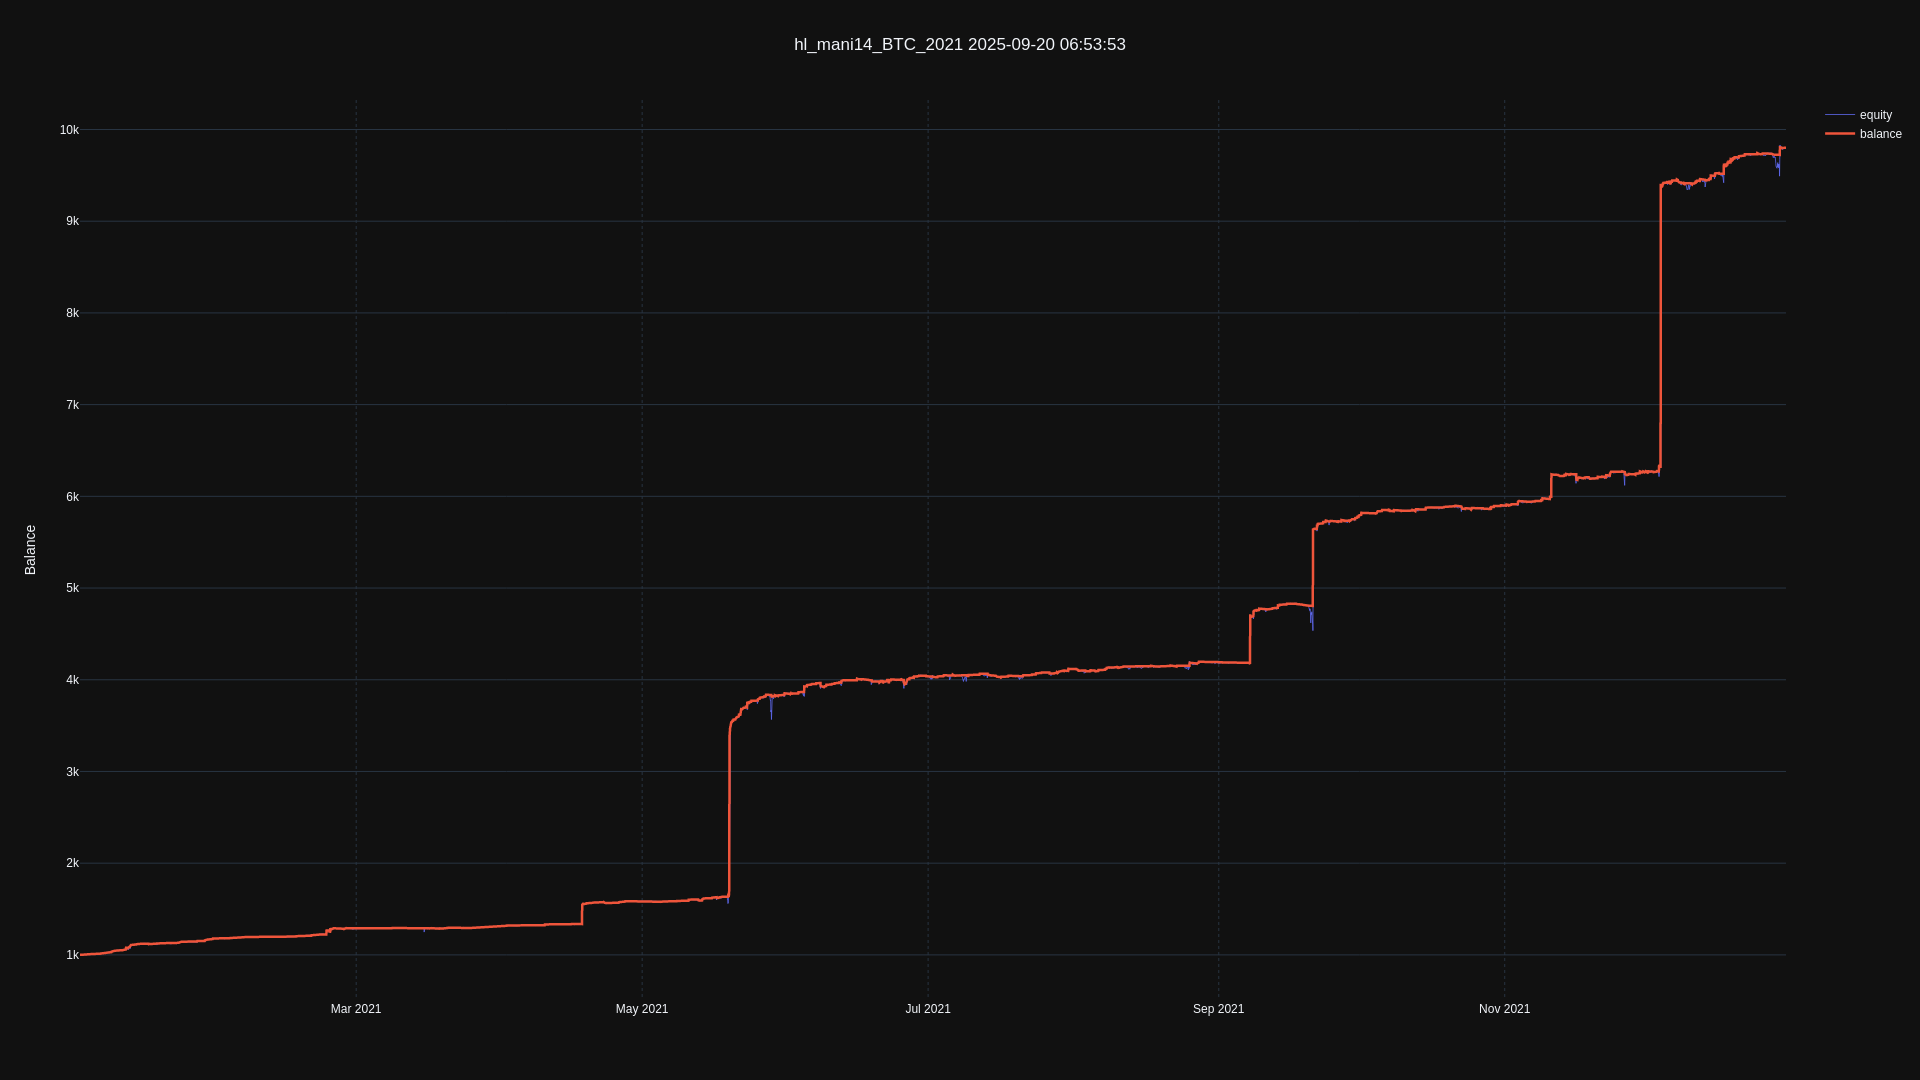 hl_mani14_BTC_2021 2025-09-20 06:53:53
equity
balance
10k
9k
8k
7k
6k
5k
4k
3k
2k
1k
Balance
Mar 2021
May 2021
Jul 2021
Sep 2021
Nov 2021